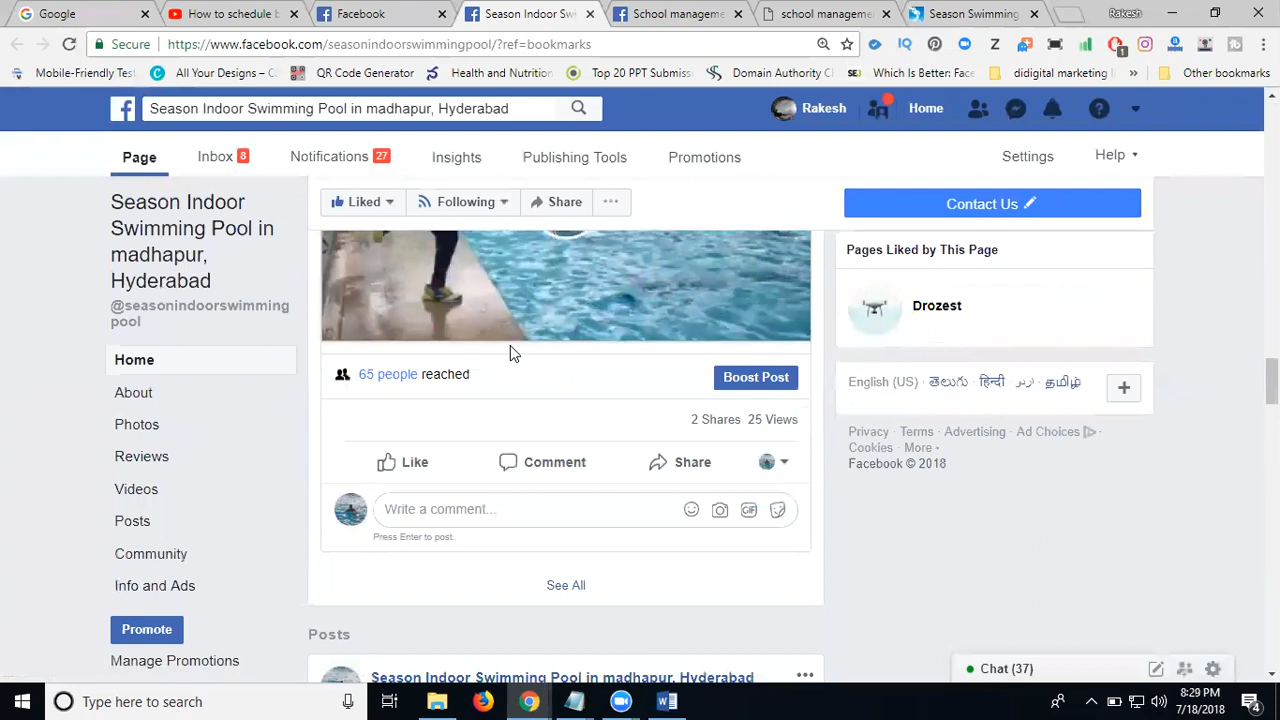 Google
How to schedule b
Facebook
Season Indoor Sw
School manageme
school manageme
Season Swimming
Rakesh
Secure
https://www.facebook.com/seasonindoorswimmingpool/?ref=bookmarks
1
Mobile-Friendly Test
All Your Designs – C
QR Code Generator
Health and Nutrition
Top 20 PPT Submiss
Domain Authority Cl
Which Is Better: Face
didigital marketing l
»
Other bookmarks
Season Indoor Swimming Pool in madhapur, Hyderabad
Rakesh
Home
Page
Inbox 8
Notifications 27
Insights
Publishing Tools
Promotions
Settings
Help
Season Indoor
Swimming Pool in
madhapur,
Hyderabad
@seasonindoorswimming
pool
Liked
Following
Share
Contact Us
Home
About
Photos
Reviews
Videos
Posts
Community
Info and Ads
Promote
Manage Promotions
65 people reached
Boost Post
2 Shares 25 Views
Like
Comment
Share
Write a comment...
GIF
Press Enter to post.
See All
Posts
Season Indoor Swimming Pool in madhapur, Hyderabad
Pages Liked by This Page
Drozest
English (US) · తెలుగు · हिन्दी · اردو · தமிழ்
Privacy · Terms · Advertising · Ad Choices ·
Cookies · More
Facebook © 2018
Chat (37)
Type here to search
8:29 PM
7/18/2018
4